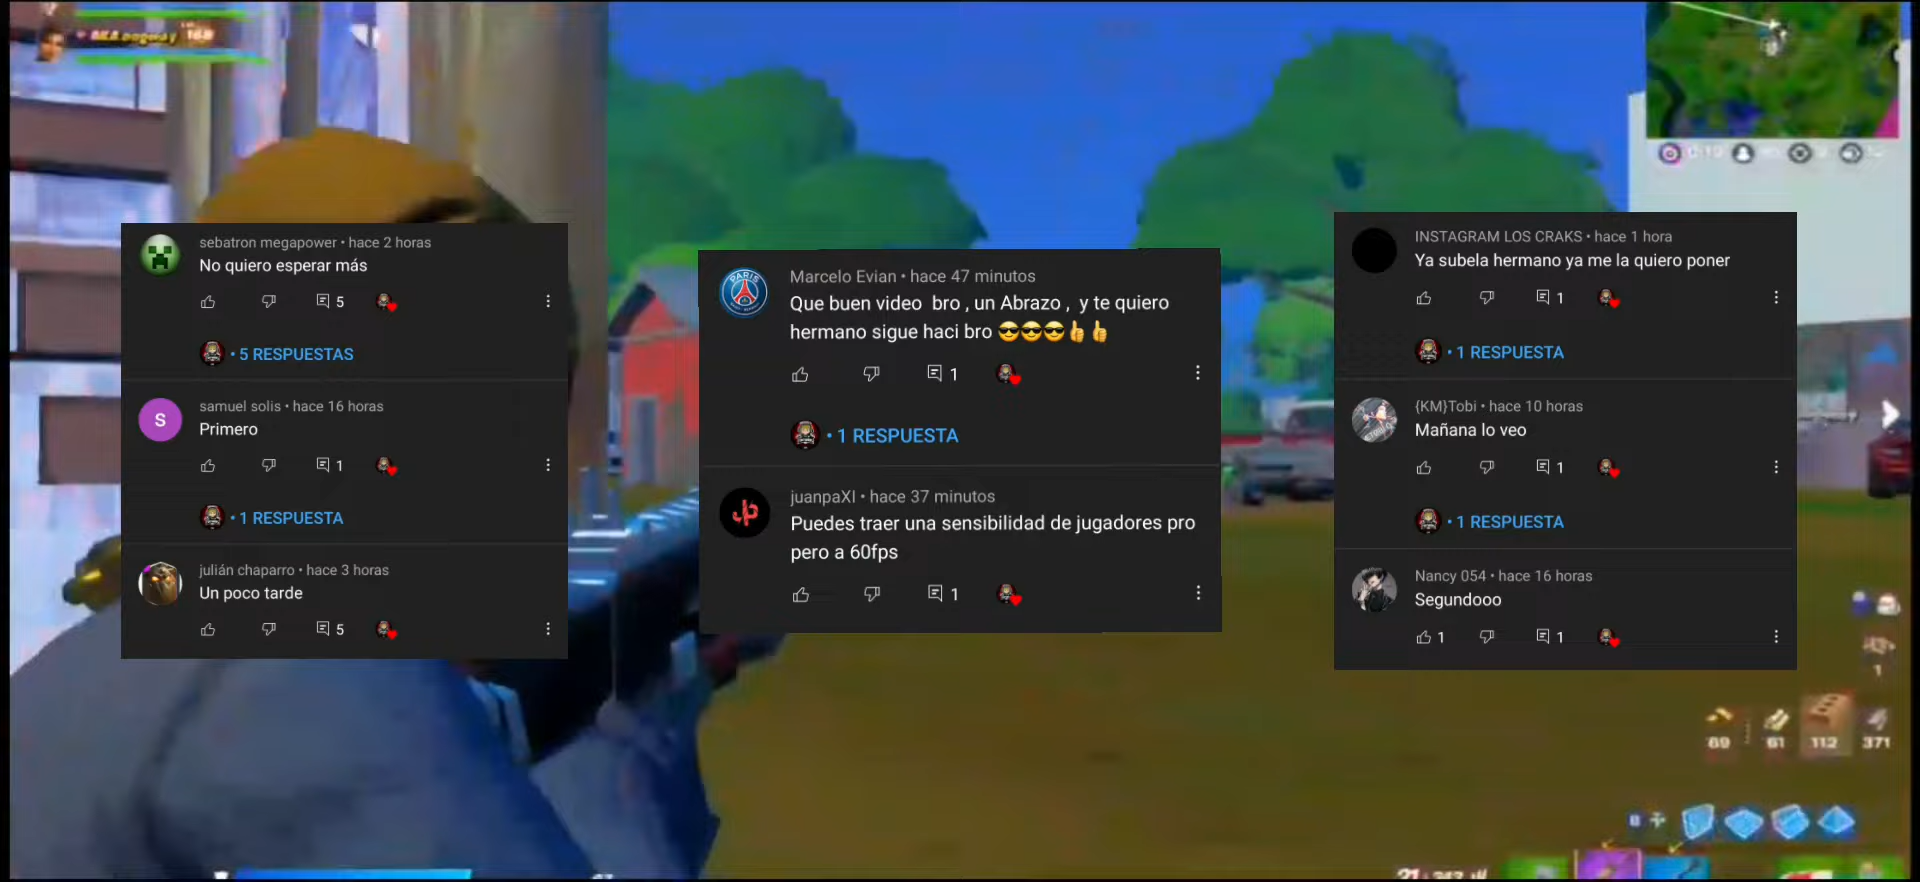 sebatron megapower • hace 2 horas
No quiero esperar más
5
• 5 RESPUESTAS
S
samuel solis • hace 16 horas
Primero
1
• 1 RESPUESTA
julián chaparro • hace 3 horas
Un poco tarde
5
PARIS
Marcelo Evian • hace 47 minutos
Que buen video bro , un Abrazo , y te quiero
hermano sigue haci bro 😎😎😎👍👍
1
• 1 RESPUESTA
juanpaXl • hace 37 minutos
Puedes traer una sensibilidad de jugadores pro
pero a 60fps
1
INSTAGRAM LOS CRAKS • hace 1 hora
Ya subela hermano ya me la quiero poner
1
• 1 RESPUESTA
{KM}Tobi • hace 10 horas
Mañana lo veo
1
• 1 RESPUESTA
Nancy 054 • hace 16 horas
Segundooo
1 1
1
69 61 112 371